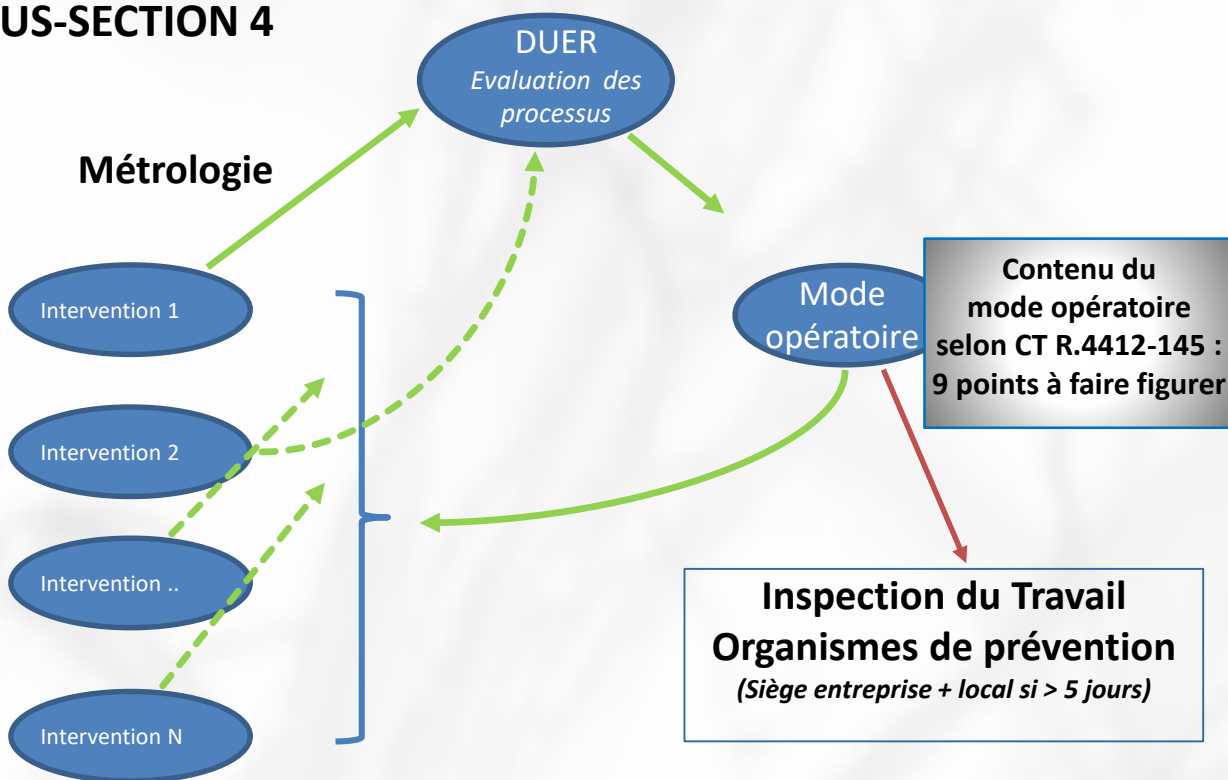 US-SECTION 4
DUER
Evaluation des
processus
Métrologie
Intervention 1
Intervention 2
Intervention ..
Intervention N
Mode
opératoire
Contenu du
mode opératoire
selon CT R.4412-145 :
9 points à faire figurer
Inspection du Travail
Organismes de prévention
(Siège entreprise + local si > 5 jours)